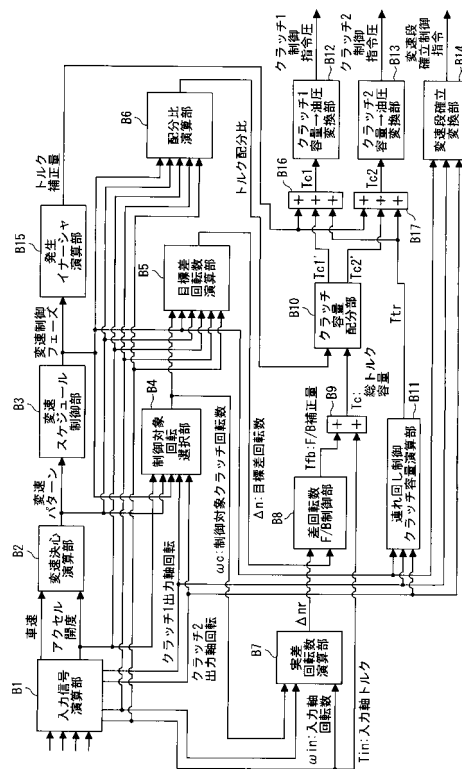 B1
入力信号
演算部
車速
アクセル
開度
B2
変速決心
演算部
変速
パターン
B3
変速
スケジュール
制御部
変速制御
フェーズ
B15
発生
イナーシャ
演算部
トルク
補正量
B4
制御対象
回転
選択部
B5
目標差
回転数
演算部
B6
配分比
演算部
トルク配分比
クラッチ1出力軸回転
クラッチ2
出力軸回転
ωc:制御対象クラッチ回転数
Δn:目標差回転数
B7
実差
回転数
演算部
ωin:入力軸
回転数
Tin:入力軸トルク
Δnr
B8
差回転数
F/B制御部
Tfb:F/B補正量
B9
+
+
Tc:
総トルク
容量
B10
クラッチ
容量
配分部
Tc1'
Tc2'
B11
連れ回し制御
クラッチ容量演算部
Ttr
B16
+
+
+
Tc1
B17
+
+
+
Tc2
B12
クラッチ1
容量→油圧
変換部
クラッチ1
制御
指令圧
B13
クラッチ2
容量→油圧
変換部
クラッチ2
制御
指令圧
B14
変速段確立
変換部
変速段
確立制御
指令